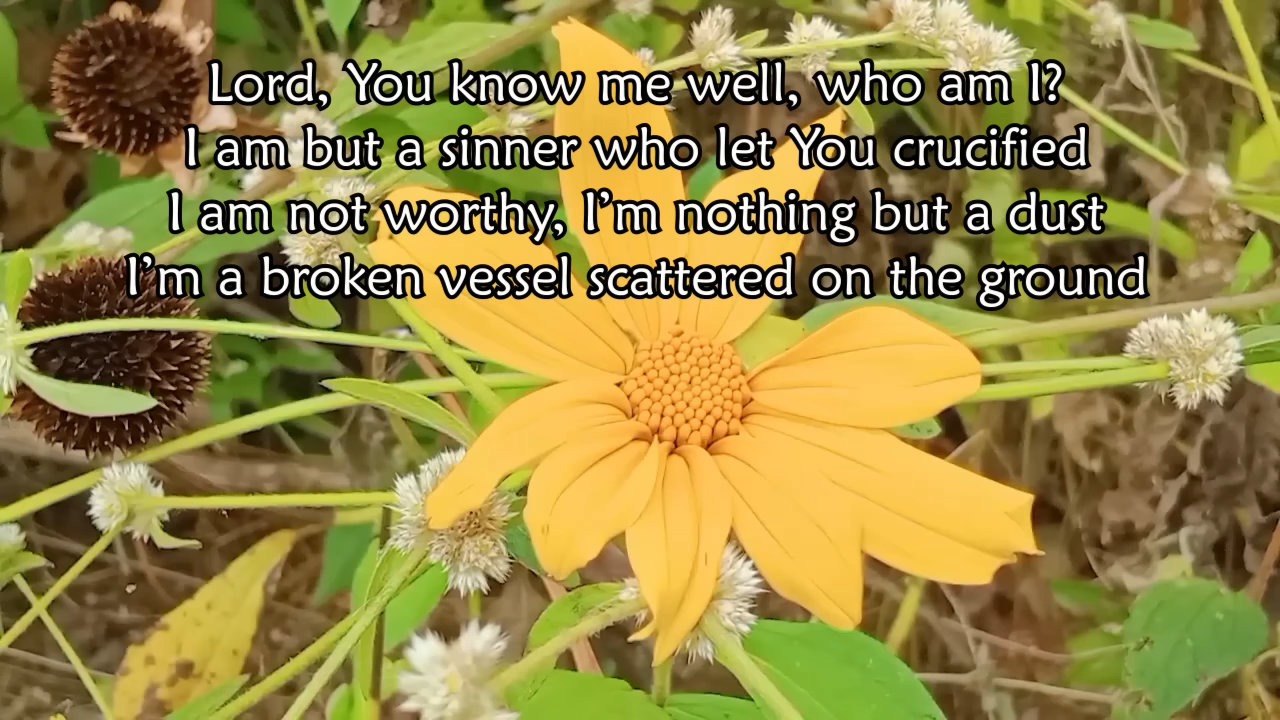 Lord, You know me well, who am I?
I am but a sinner who let You crucified
I am not worthy, I'm nothing but a dust
I'm a broken vessel scattered on the ground